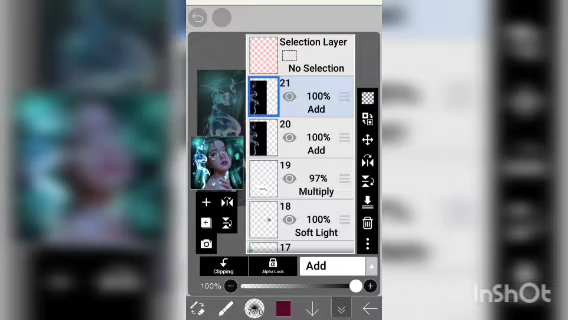 Selection Layer
No Selection
21
100%
Add
20
100%
Add
19
97%
Multiply
18
100%
Soft Light
17
Clipping
Alpha Lock
Add
100%
InShOt